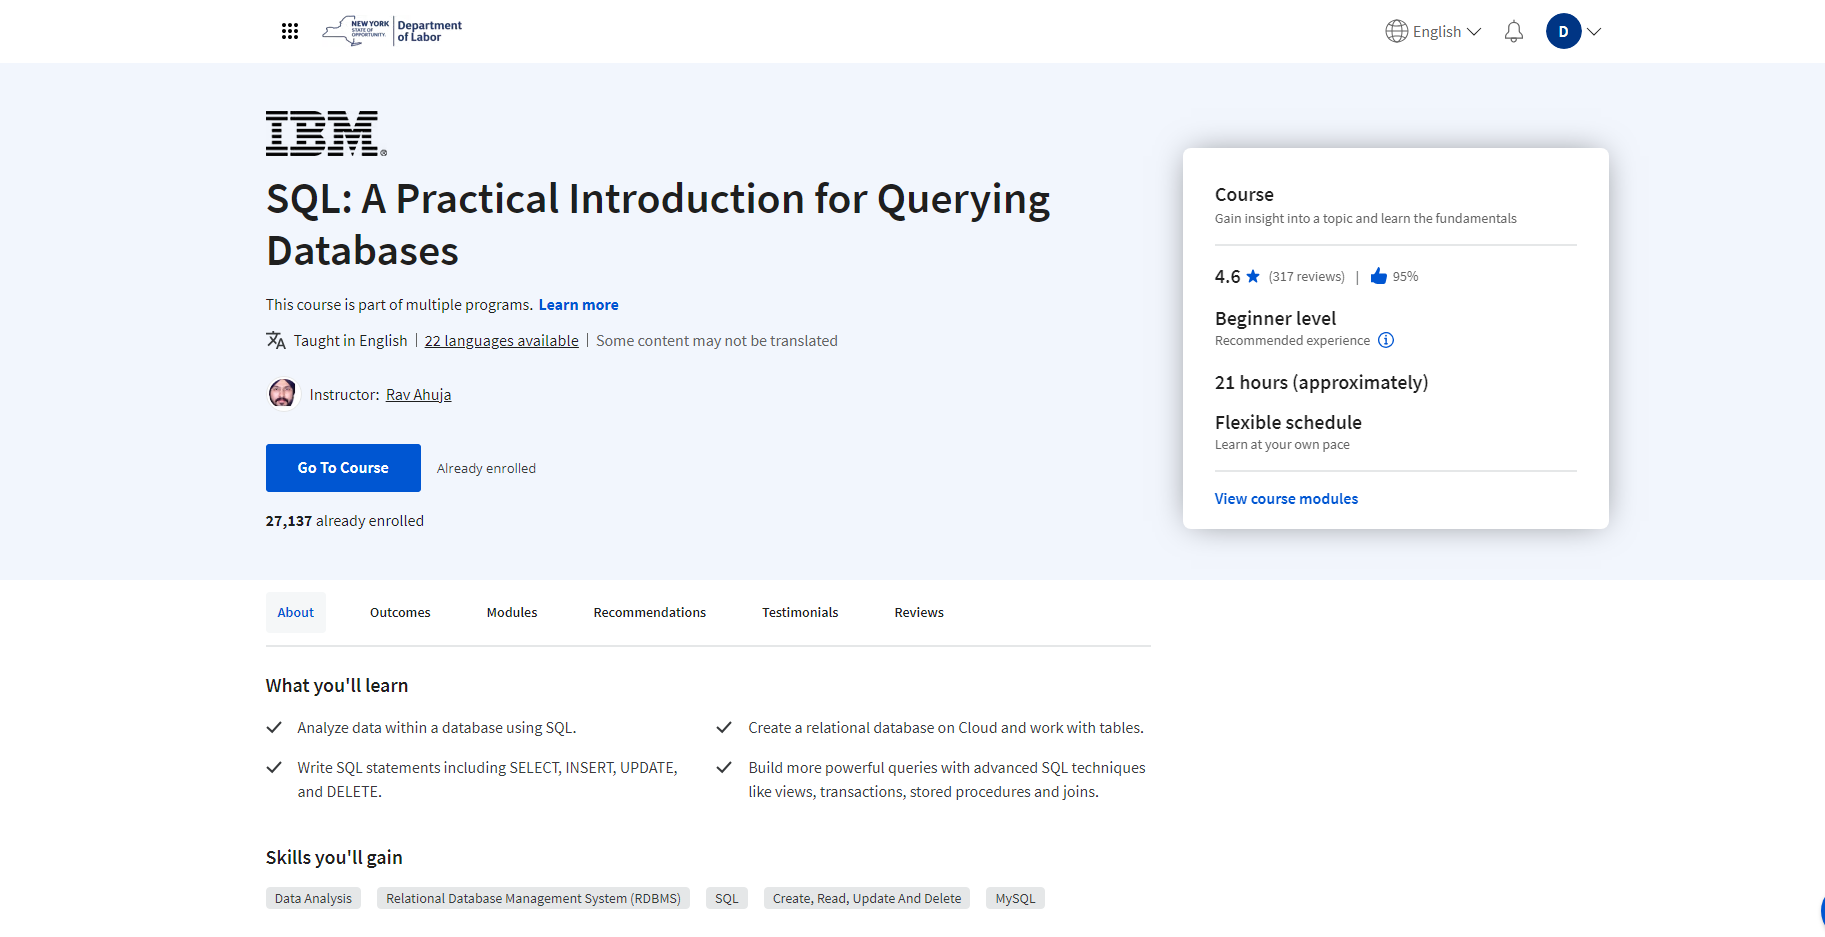 NEW YORK
STATE OF
OPPORTUNITY.
Department
of Labor
English
D
IBM®
SQL: A Practical Introduction for Querying
Databases
This course is part of multiple programs. Learn more
Taught in English | 22 languages available | Some content may not be translated
Instructor: Rav Ahuja
Go To Course
Already enrolled
27,137 already enrolled
Course
Gain insight into a topic and learn the fundamentals
4.6 (317 reviews) | 95%
Beginner level
Recommended experience
21 hours (approximately)
Flexible schedule
Learn at your own pace
View course modules
About Outcomes Modules Recommendations Testimonials Reviews
What you'll learn
Analyze data within a database using SQL.
Write SQL statements including SELECT, INSERT, UPDATE,
and DELETE.
Create a relational database on Cloud and work with tables.
Build more powerful queries with advanced SQL techniques
like views, transactions, stored procedures and joins.
Skills you'll gain
Data Analysis Relational Database Management System (RDBMS) SQL Create, Read, Update And Delete MySQL